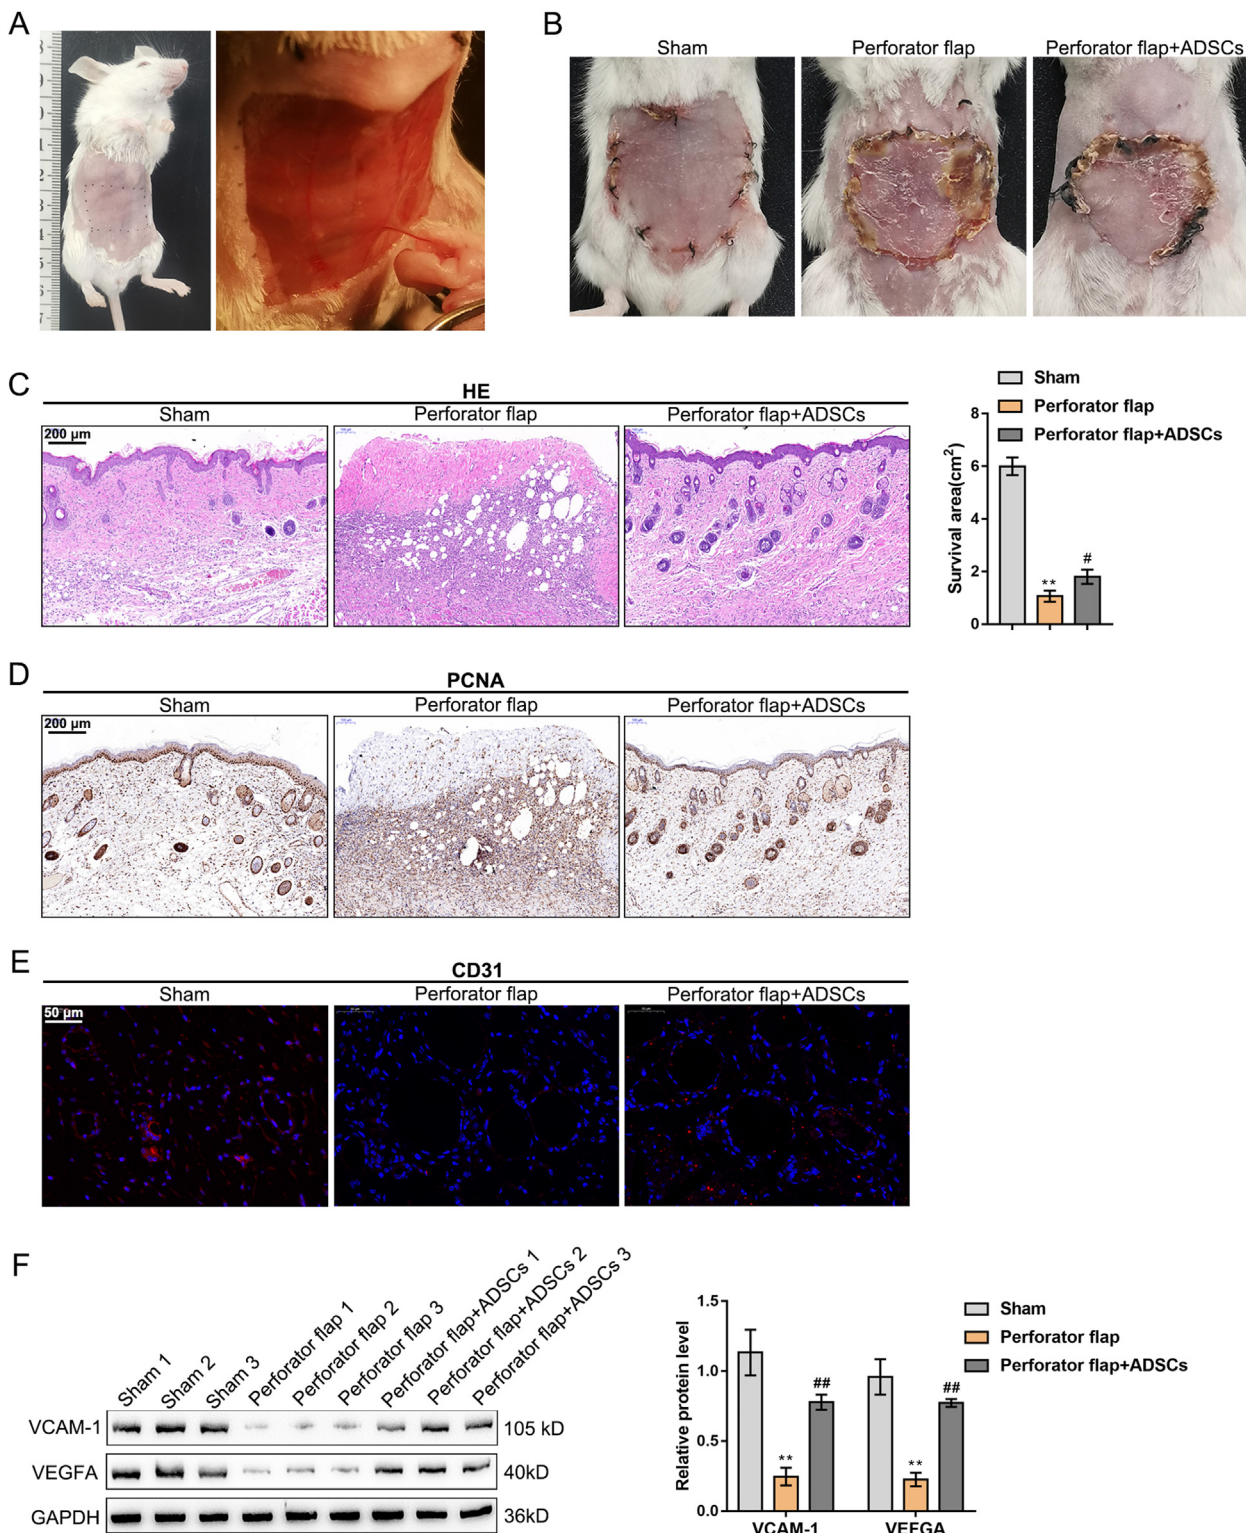 A
B
Sham
Perforator flap
Perforator flap+ADSCs
C
HE
Sham
Perforator flap
Perforator flap+ADSCs
200 µm
Sham
Perforator flap
Perforator flap+ADSCs
Survival area(cm²)
8
6
4
2
0
**
#
D
PCNA
Sham
Perforator flap
Perforator flap+ADSCs
200 µm
E
CD31
Sham
Perforator flap
Perforator flap+ADSCs
50 µm
F
Sham 1
Sham 2
Sham 3
Perforator flap 1
Perforator flap 2
Perforator flap 3
Perforator flap+ADSCs 1
Perforator flap+ADSCs 2
Perforator flap+ADSCs 3
VCAM-1
105 kD
VEGFA
40kD
GAPDH
36kD
Relative protein level
1.5
1.0
0.5
0.0
**
##
**
##
VCAM-1
VEFGA
Sham
Perforator flap
Perforator flap+ADSCs